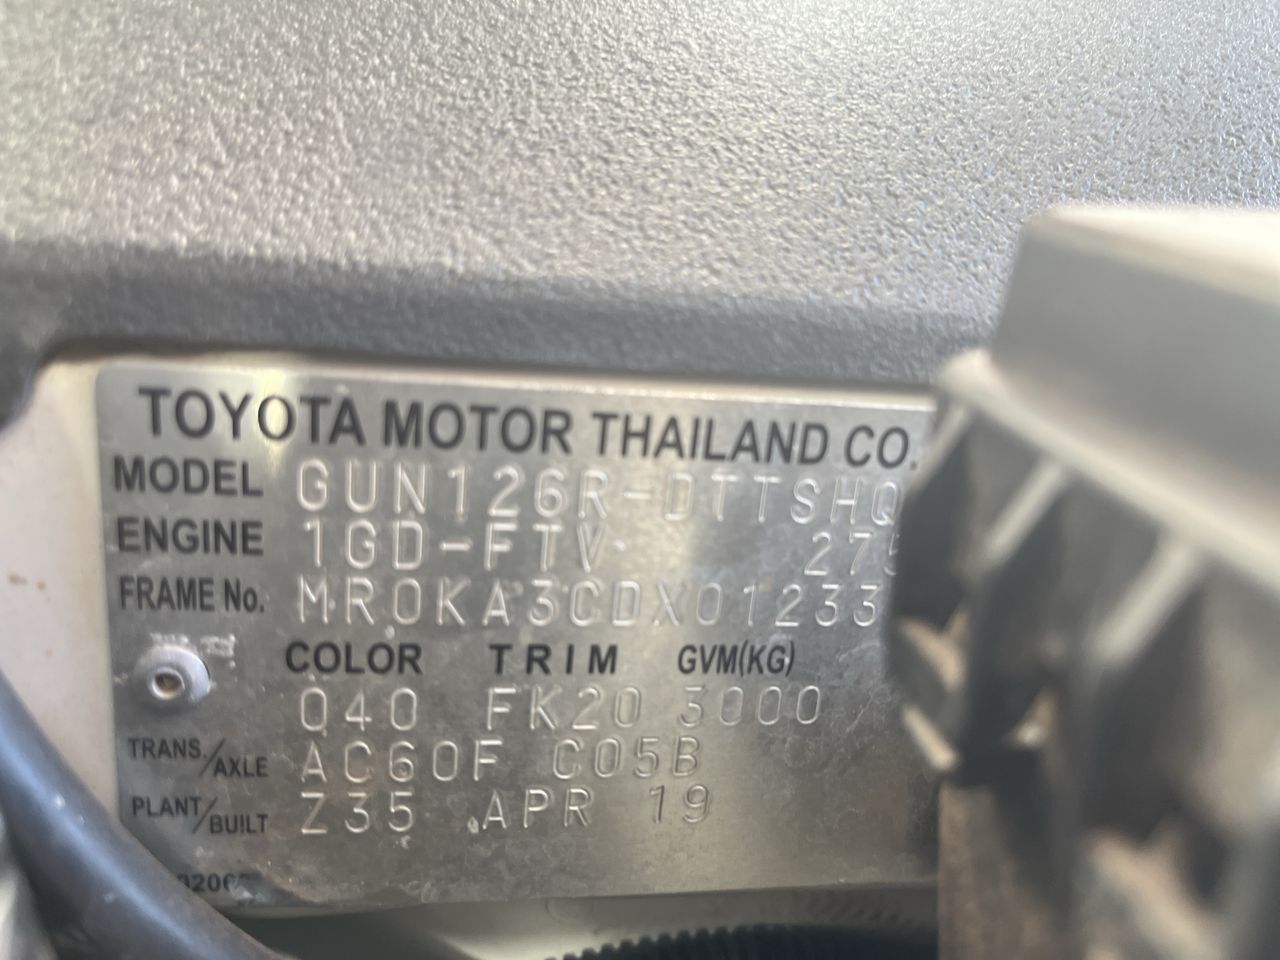 TOYOTA MOTOR THAILAND CO.
MODEL GUN126R-DTTSHQ
ENGINE 1GD-FTV 275
FRAME No. MR0KA3CDX01233
COLOR TRIM GVM(KG)
040 FK20 3000
TRANS/AXLE AC60F C05B
PLANT/BUILT Z35 APR 19